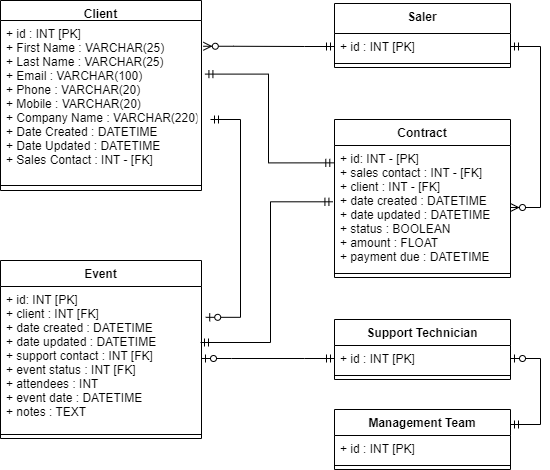 Client
+ id : INT [PK]
+ First Name : VARCHAR(25)
+ Last Name : VARCHAR(25)
+ Email : VARCHAR(100)
+ Phone : VARCHAR(20)
+ Mobile : VARCHAR(20)
+ Company Name : VARCHAR(220)
+ Date Created : DATETIME
+ Date Updated : DATETIME
+ Sales Contact : INT - [FK]
Saler
+ id : INT [PK]
Contract
+ id: INT - [PK]
+ sales contact : INT - [FK]
+ client : INT - [FK]
+ date created : DATETIME
+ date updated : DATETIME
+ status : BOOLEAN
+ amount : FLOAT
+ payment due : DATETIME
Event
+ id: INT [PK]
+ client : INT [FK]
+ date created : DATETIME
+ date updated : DATETIME
+ support contact : INT [FK]
+ event status : INT [FK]
+ attendees : INT
+ event date : DATETIME
+ notes : TEXT
Support Technician
+ id : INT [PK]
Management Team
+ id : INT [PK]